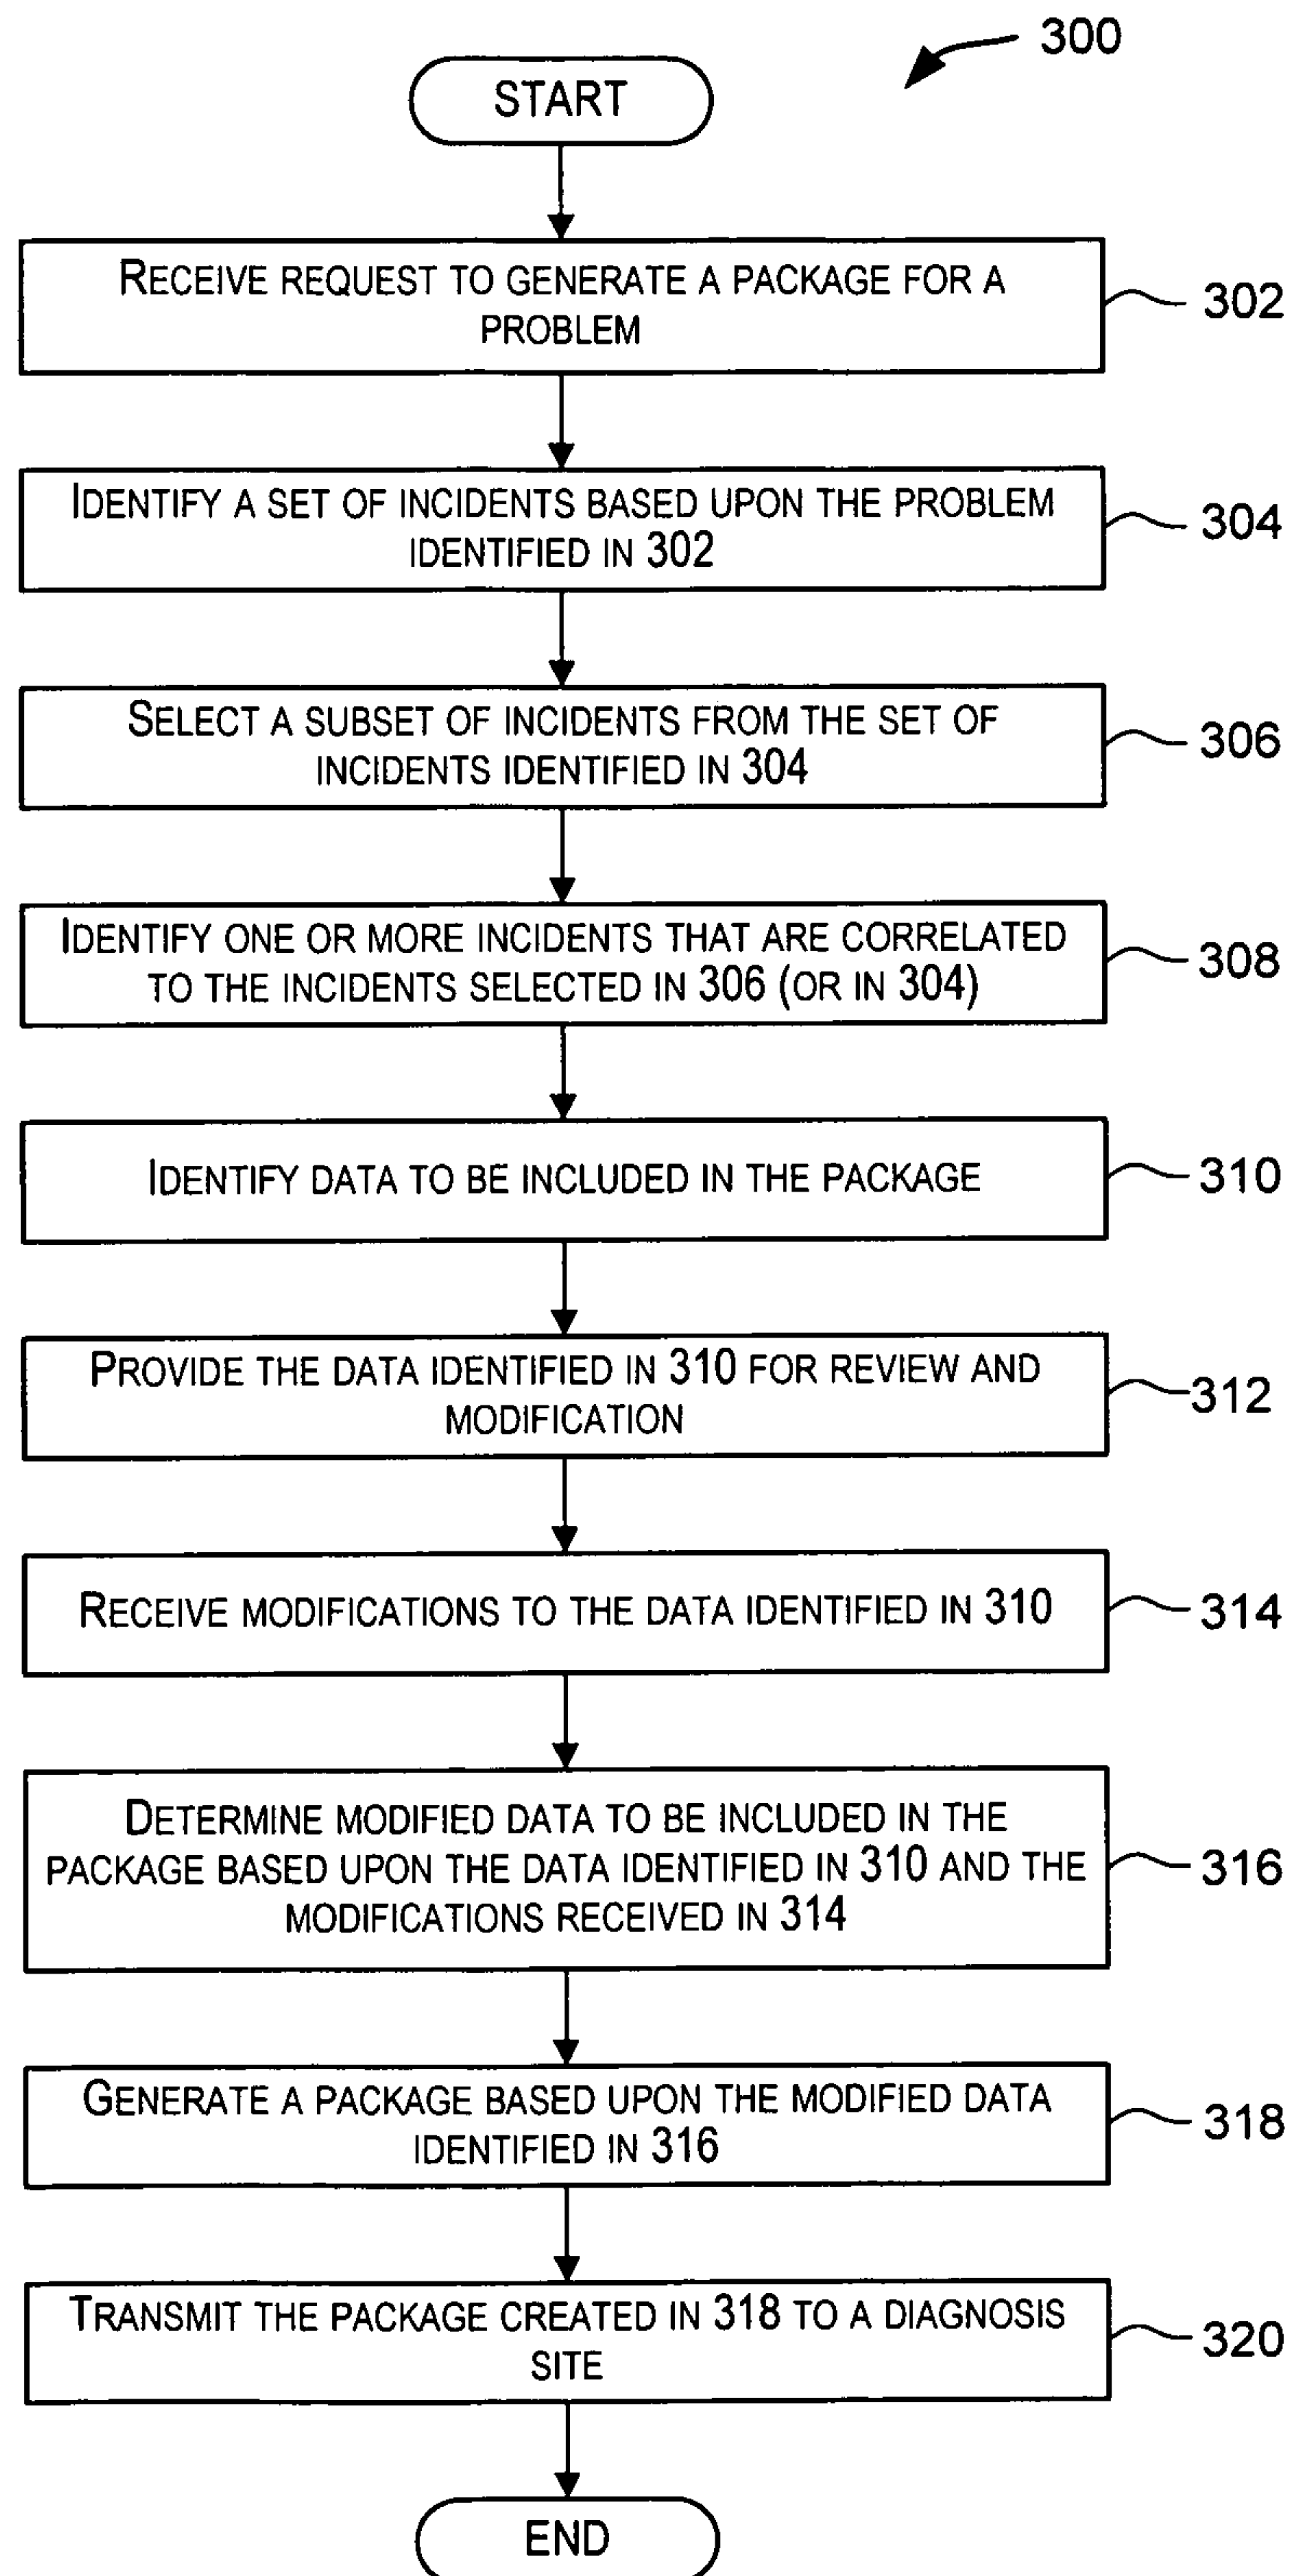 300
START
RECEIVE REQUEST TO GENERATE A PACKAGE FOR A
PROBLEM
302
IDENTIFY A SET OF INCIDENTS BASED UPON THE PROBLEM
IDENTIFIED IN 302
304
SELECT A SUBSET OF INCIDENTS FROM THE SET OF
INCIDENTS IDENTIFIED IN 304
306
IDENTIFY ONE OR MORE INCIDENTS THAT ARE CORRELATED
TO THE INCIDENTS SELECTED IN 306 (OR IN 304)
308
IDENTIFY DATA TO BE INCLUDED IN THE PACKAGE
310
PROVIDE THE DATA IDENTIFIED IN 310 FOR REVIEW AND
MODIFICATION
312
RECEIVE MODIFICATIONS TO THE DATA IDENTIFIED IN 310
314
DETERMINE MODIFIED DATA TO BE INCLUDED IN THE
PACKAGE BASED UPON THE DATA IDENTIFIED IN 310 AND THE
MODIFICATIONS RECEIVED IN 314
316
GENERATE A PACKAGE BASED UPON THE MODIFIED DATA
IDENTIFIED IN 316
318
TRANSMIT THE PACKAGE CREATED IN 318 TO A DIAGNOSIS
SITE
320
END